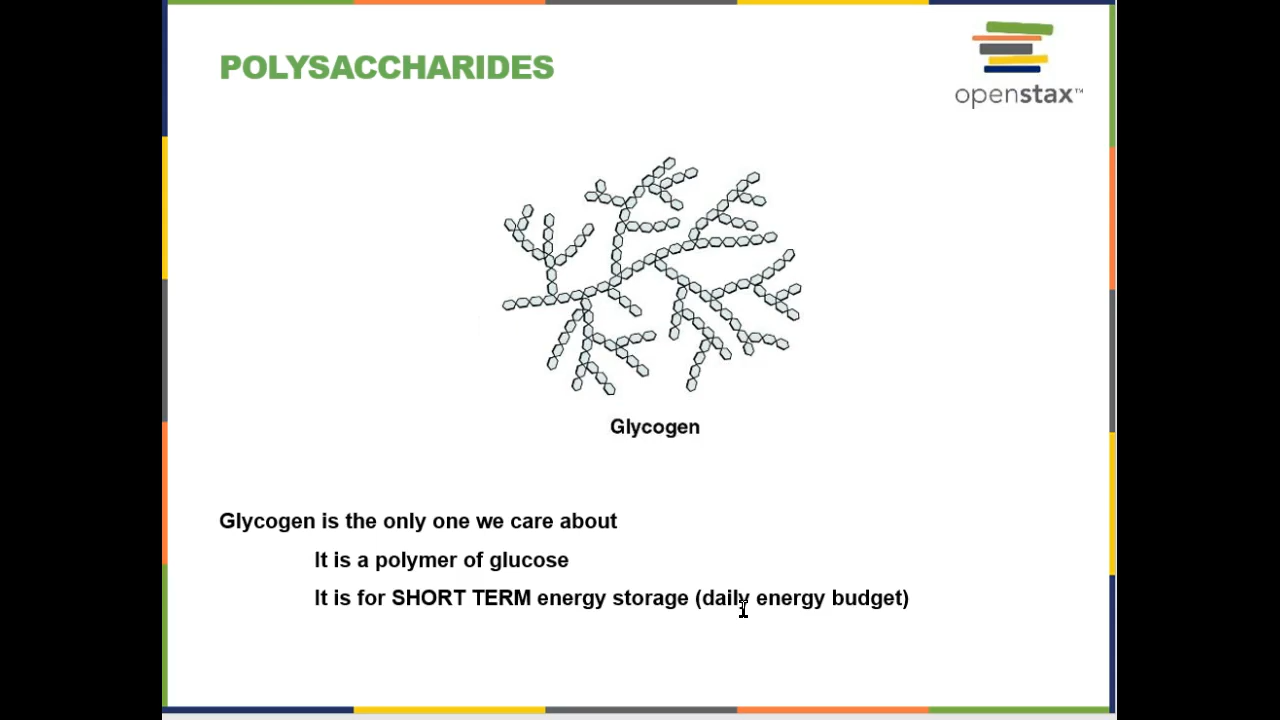 POLYSACCHARIDES
openstax™
Glycogen
Glycogen is the only one we care about
It is a polymer of glucose
It is for SHORT TERM energy storage (daily energy budget)